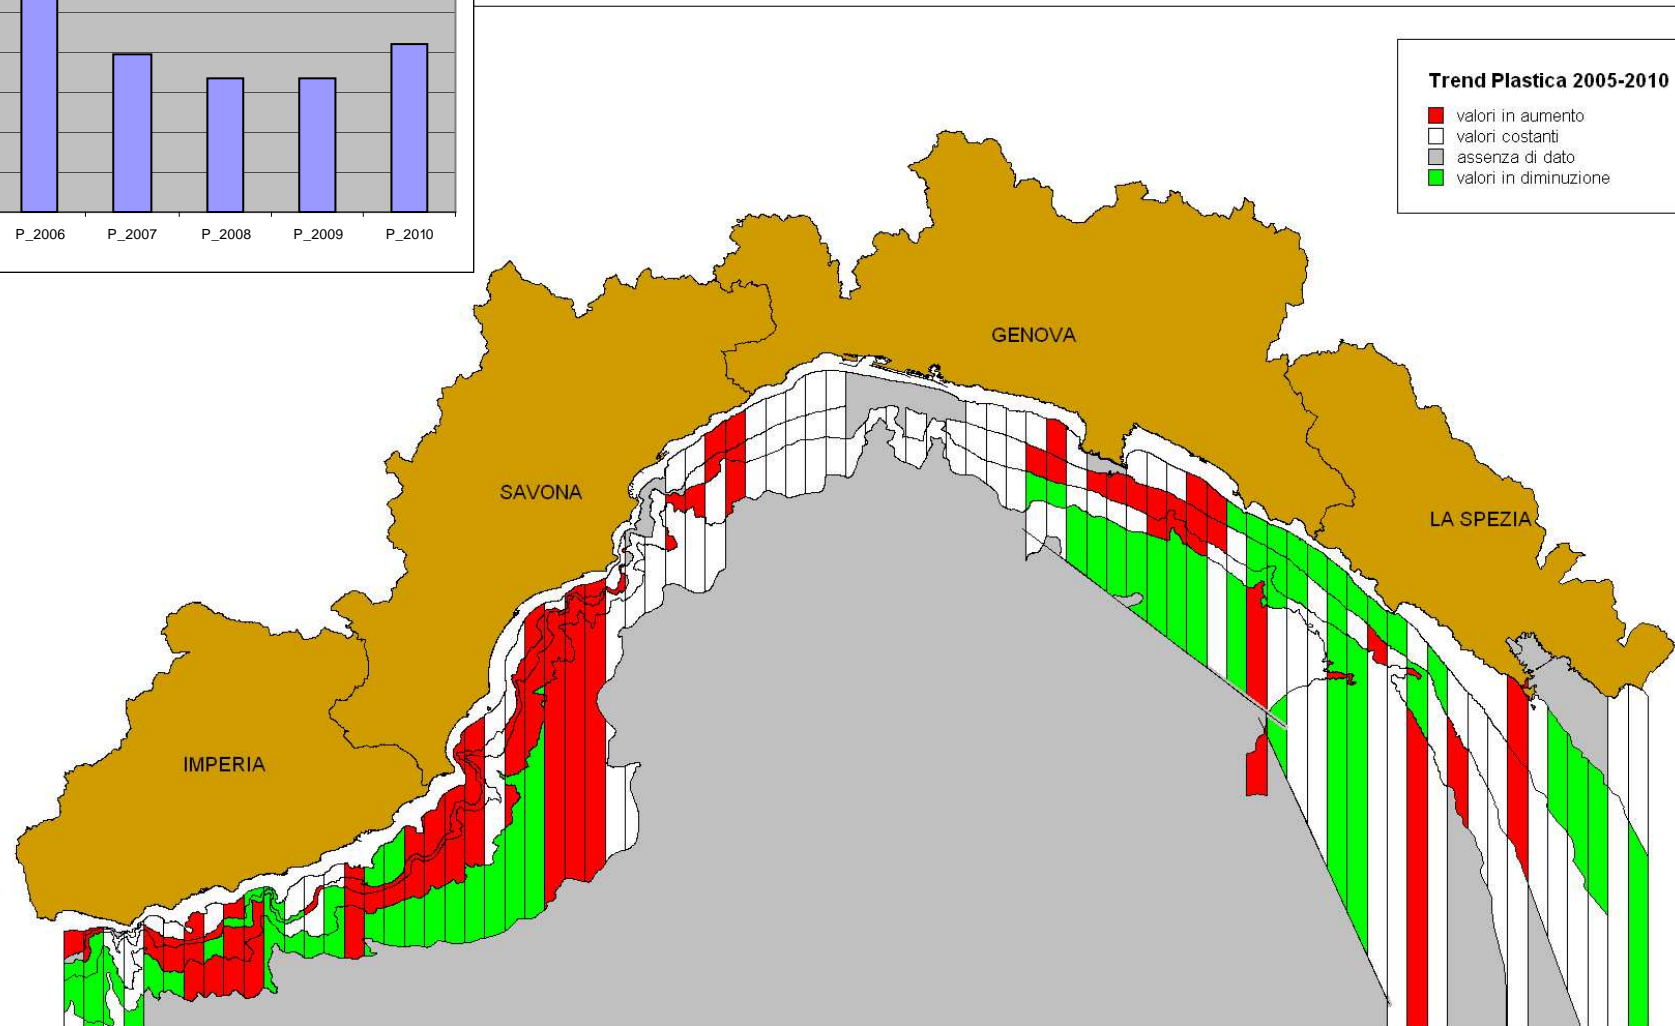 P_2006 P_2007 P_2008 P_2009 P_2010
Trend Plastica 2005-2010
valori in aumento
valori costanti
assenza di dato
valori in diminuzione
GENOVA
SAVONA
LA SPEZIA
IMPERIA